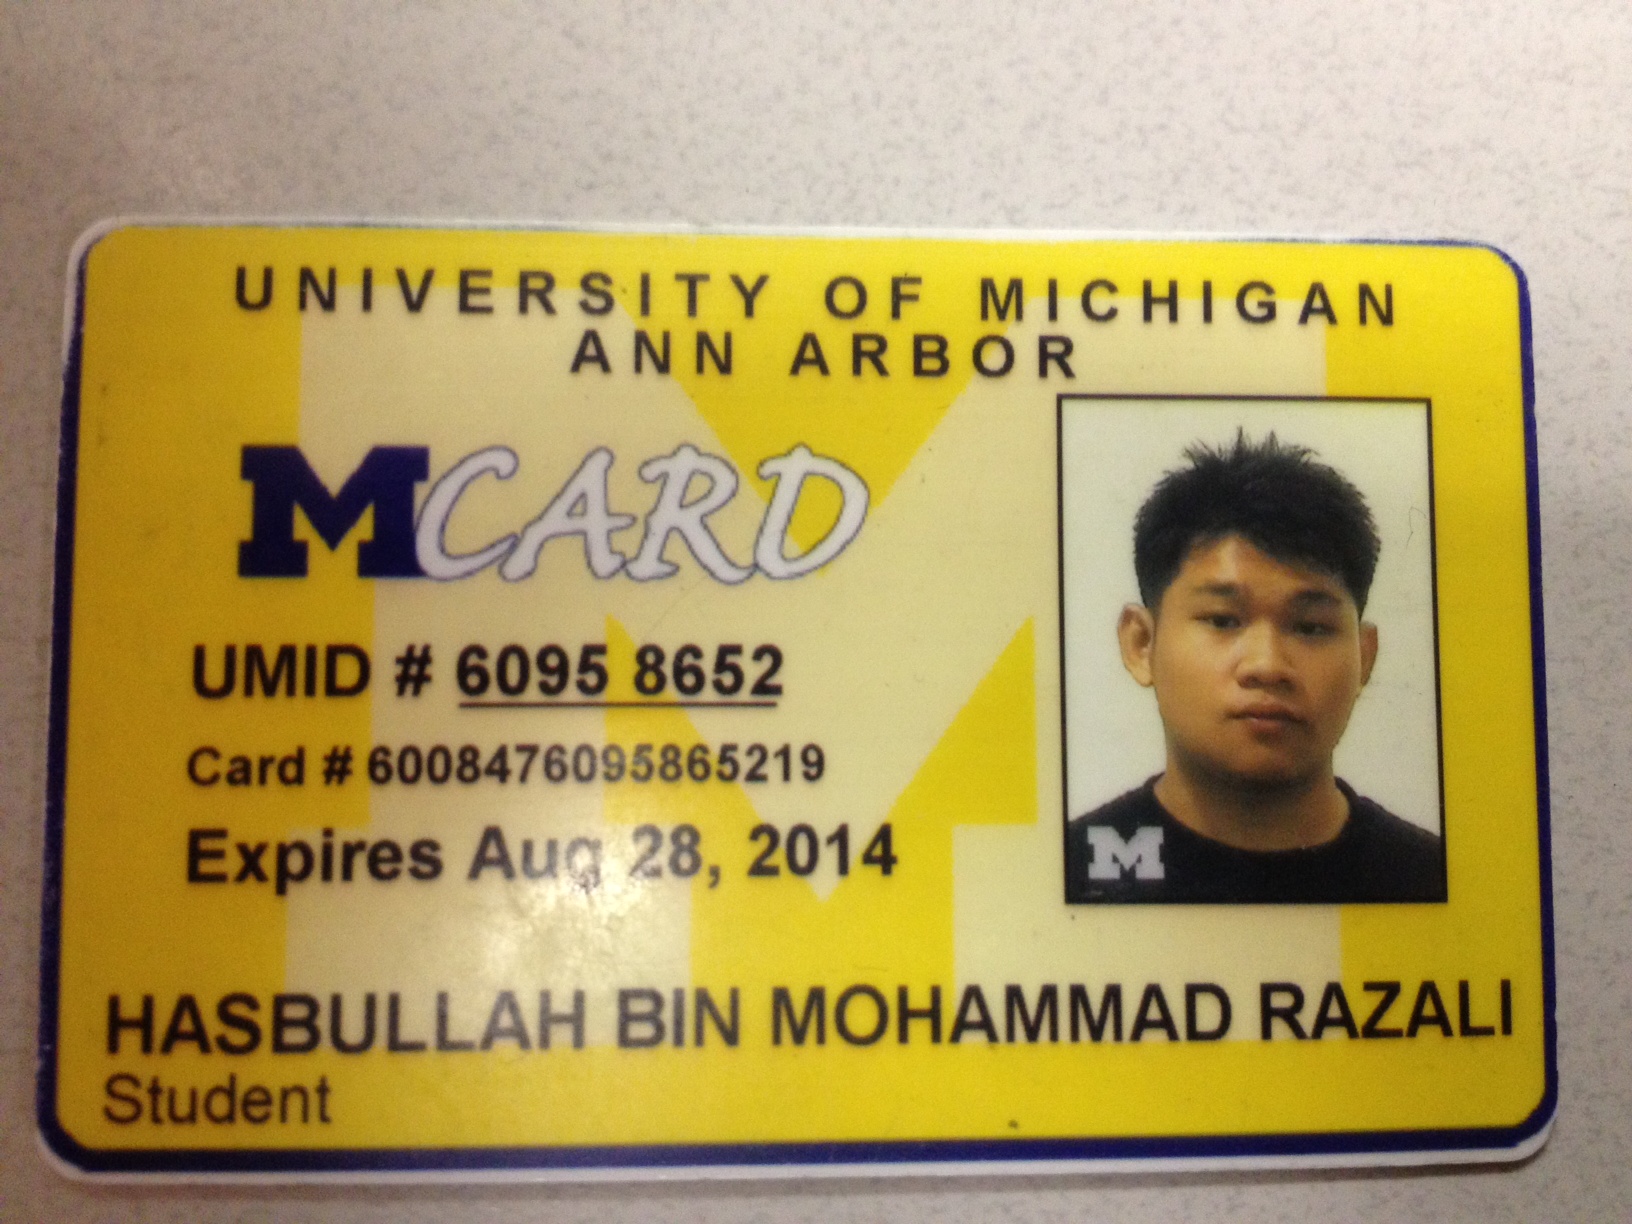 UNIVERSITY OF MICHIGAN
ANN ARBOR
MCARD
UMID # 6095 8652
Card # 6008476095865219
Expires Aug 28, 2014
M
HASBULLAH BIN MOHAMMAD RAZALI
Student